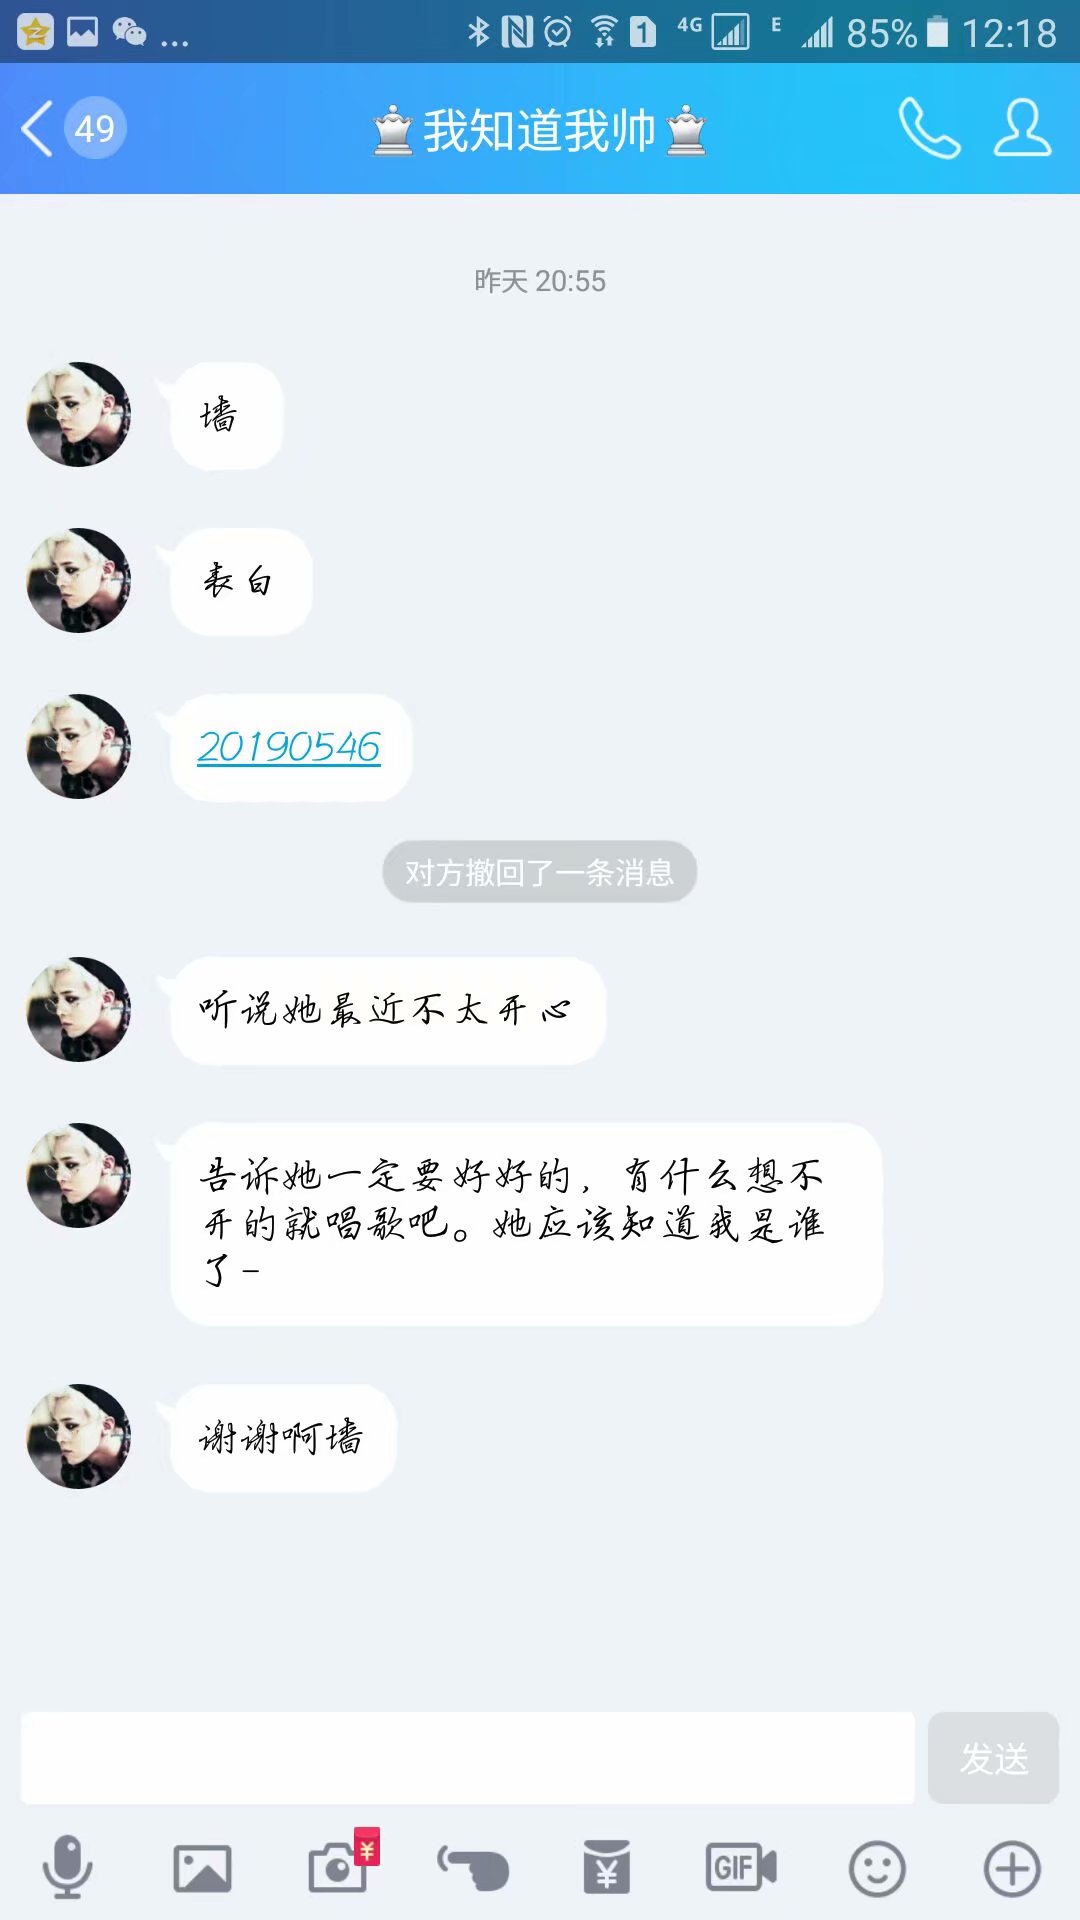 ... 1 4G E 85% 12:18
49 我知道我帅
昨天 20:55
墙
表白
20190546
对方撤回了一条消息
听说她最近不太开心
告诉她一定要好好的，有什么想不
开的就唱歌吧。她应该知道我是谁
了-
谢谢啊墙
发送
¥
¥
GIF